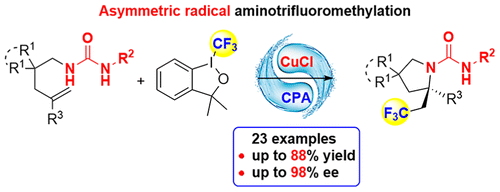 Asymmetric radical aminotrifluoromethylation
R¹
R¹
N
H
O
N
H
R²
R³
+
CF₃
I
O
CuCl
CPA
R¹
R¹
N
O
N
H
R²
R³
F₃C
23 examples
• up to 88% yield
• up to 98% ee